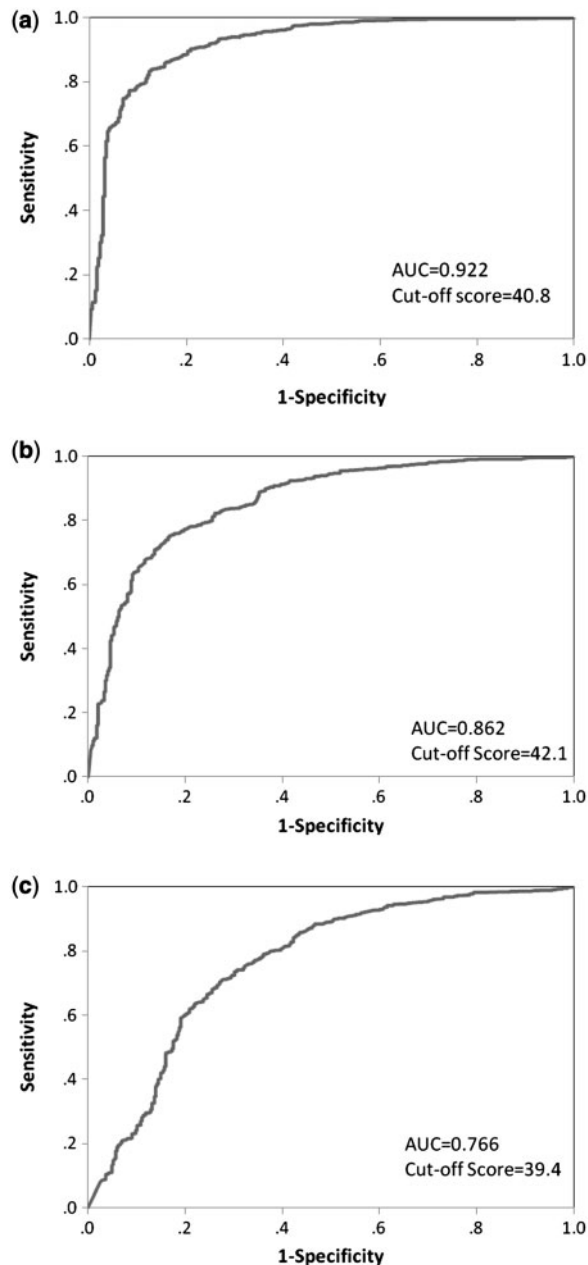 (a)
1.0
.8
.6
.4
.2
.0
Sensitivity
AUC=0.922
Cut-off score=40.8
.0 .2 .4 .6 .8 1.0
1-Specificity
(b)
1.0
.8
.6
.4
.2
.0
Sensitivity
AUC=0.862
Cut-off Score=42.1
.0 .2 .4 .6 .8 1.0
1-Specificity
(c)
1.0
.8
.6
.4
.2
.0
Sensitivity
AUC=0.766
Cut-off Score=39.4
.0 .2 .4 .6 .8 1.0
1-Specificity